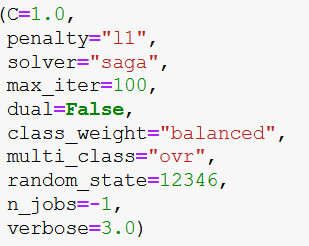 (C=1.0,
penalty="l1",
solver="saga",
max_iter=100,
dual=False,
class_weight="balanced",
multi_class="ovr",
random_state=12346,
n_jobs=-1,
verbose=3.0)